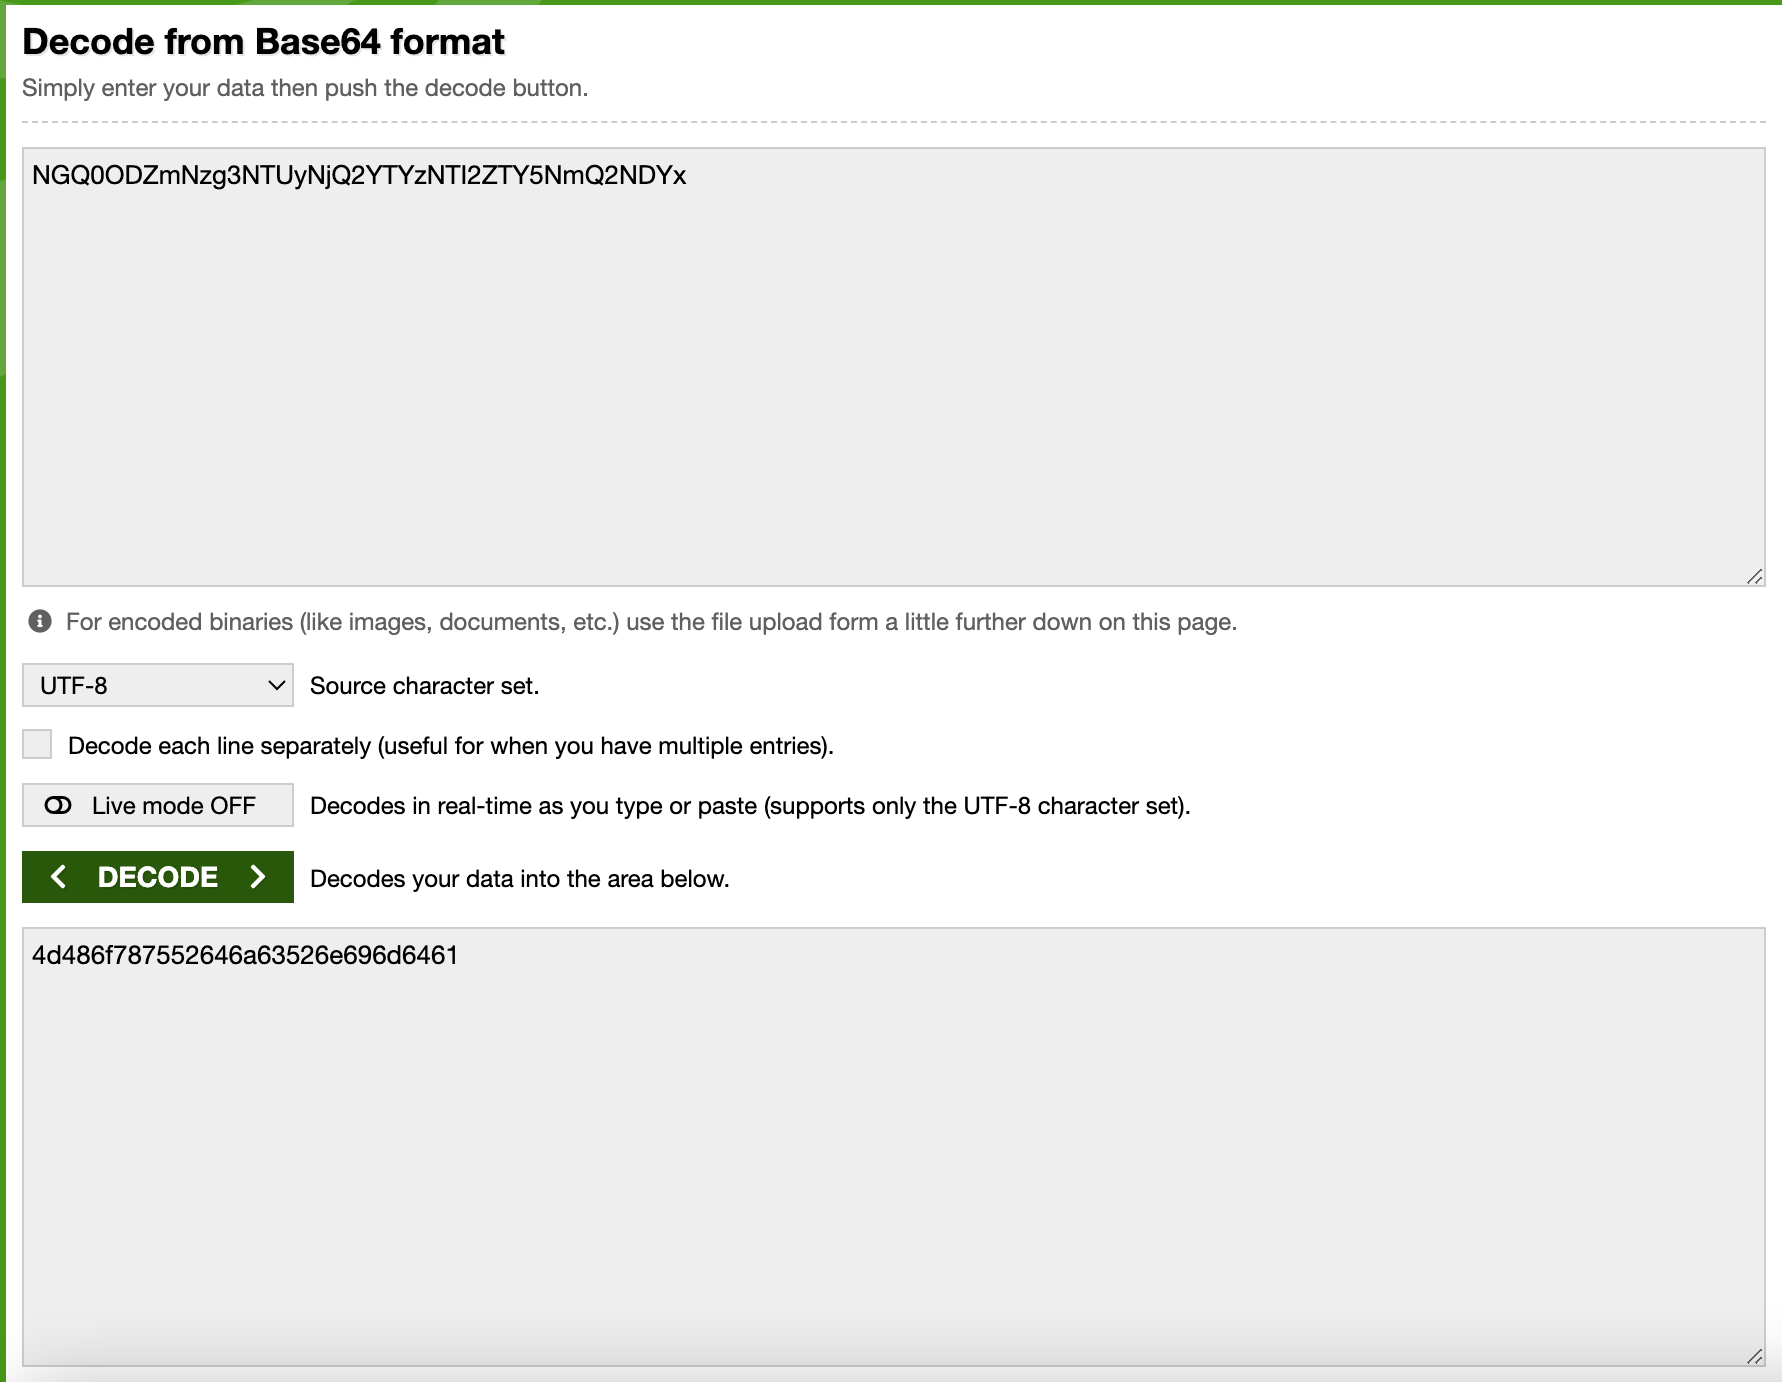 Decode from Base64 format
Simply enter your data then push the decode button.
NGQ0ODZmNzg3NTUyNjQ2YTYzNTI2ZTY5NmQ2NDYx
For encoded binaries (like images, documents, etc.) use the file upload form a little further down on this page.
UTF-8 Source character set.
Decode each line separately (useful for when you have multiple entries).
Live mode OFF Decodes in real-time as you type or paste (supports only the UTF-8 character set).
< DECODE > Decodes your data into the area below.
4d486f787552646a63526e696d6461